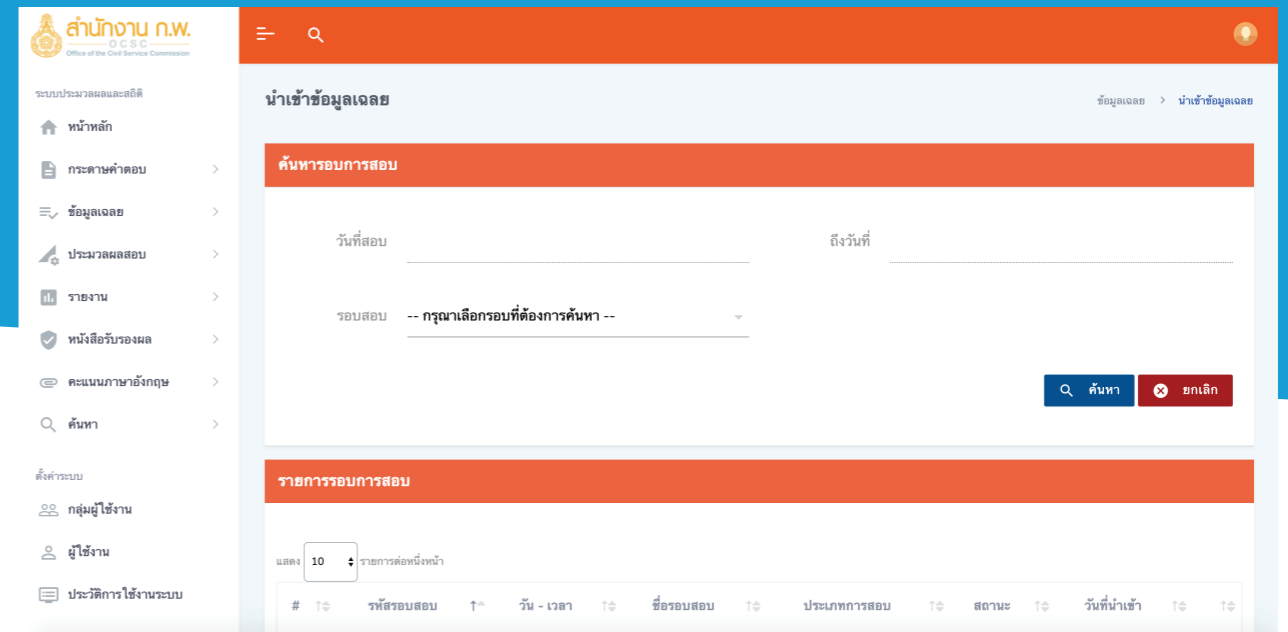 สำนักงาน ก.พ.
OCSC
Office of the Civil Service Commission
ระบบประมวลผลและสถิติ
หน้าหลัก
กระดาษคำตอบ
ข้อมูลเฉลย
ประมวลผลสอบ
รายงาน
หนังสือรับรองผล
คะแนนภาษาอังกฤษ
ค้นหา
ตั้งค่าระบบ
กลุ่มผู้ใช้งาน
ผู้ใช้งาน
ประวัติการใช้งานระบบ
นำเข้าข้อมูลเฉลย
ข้อมูลเฉลย > นำเข้าข้อมูลเฉลย
ค้นหารอบการสอบ
วันที่สอบ ถึงวันที่
รอบสอบ -- กรุณาเลือกรอบที่ต้องการค้นหา --
ค้นหา ยกเลิก
รายการรอบการสอบ
แสดง 10 รายการต่อหนึ่งหน้า
# รหัสรอบสอบ วัน - เวลา ชื่อรอบสอบ ประเภทการสอบ สถานะ วันที่นำเข้า